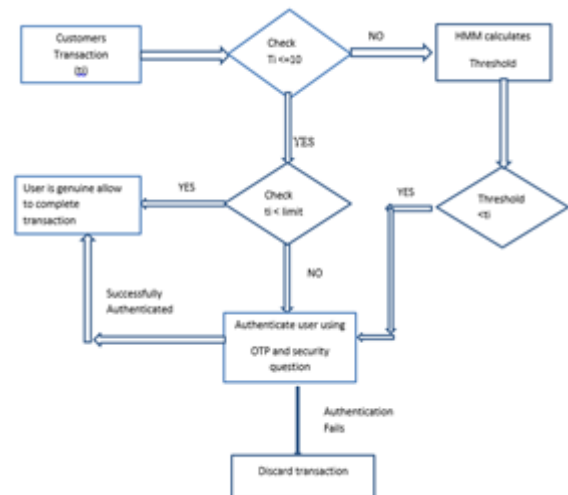 Customers
Transaction
(ti)
Check
Ti <=10
NO
HMM calculates
Threshold
YES
User is genuine allow
to complete
transaction
YES
Check
ti < limit
YES
Threshold
<ti
NO
Successfully
Authenticated
Authenticate user using
OTP and security
question
Authentication
Fails
Discard transaction